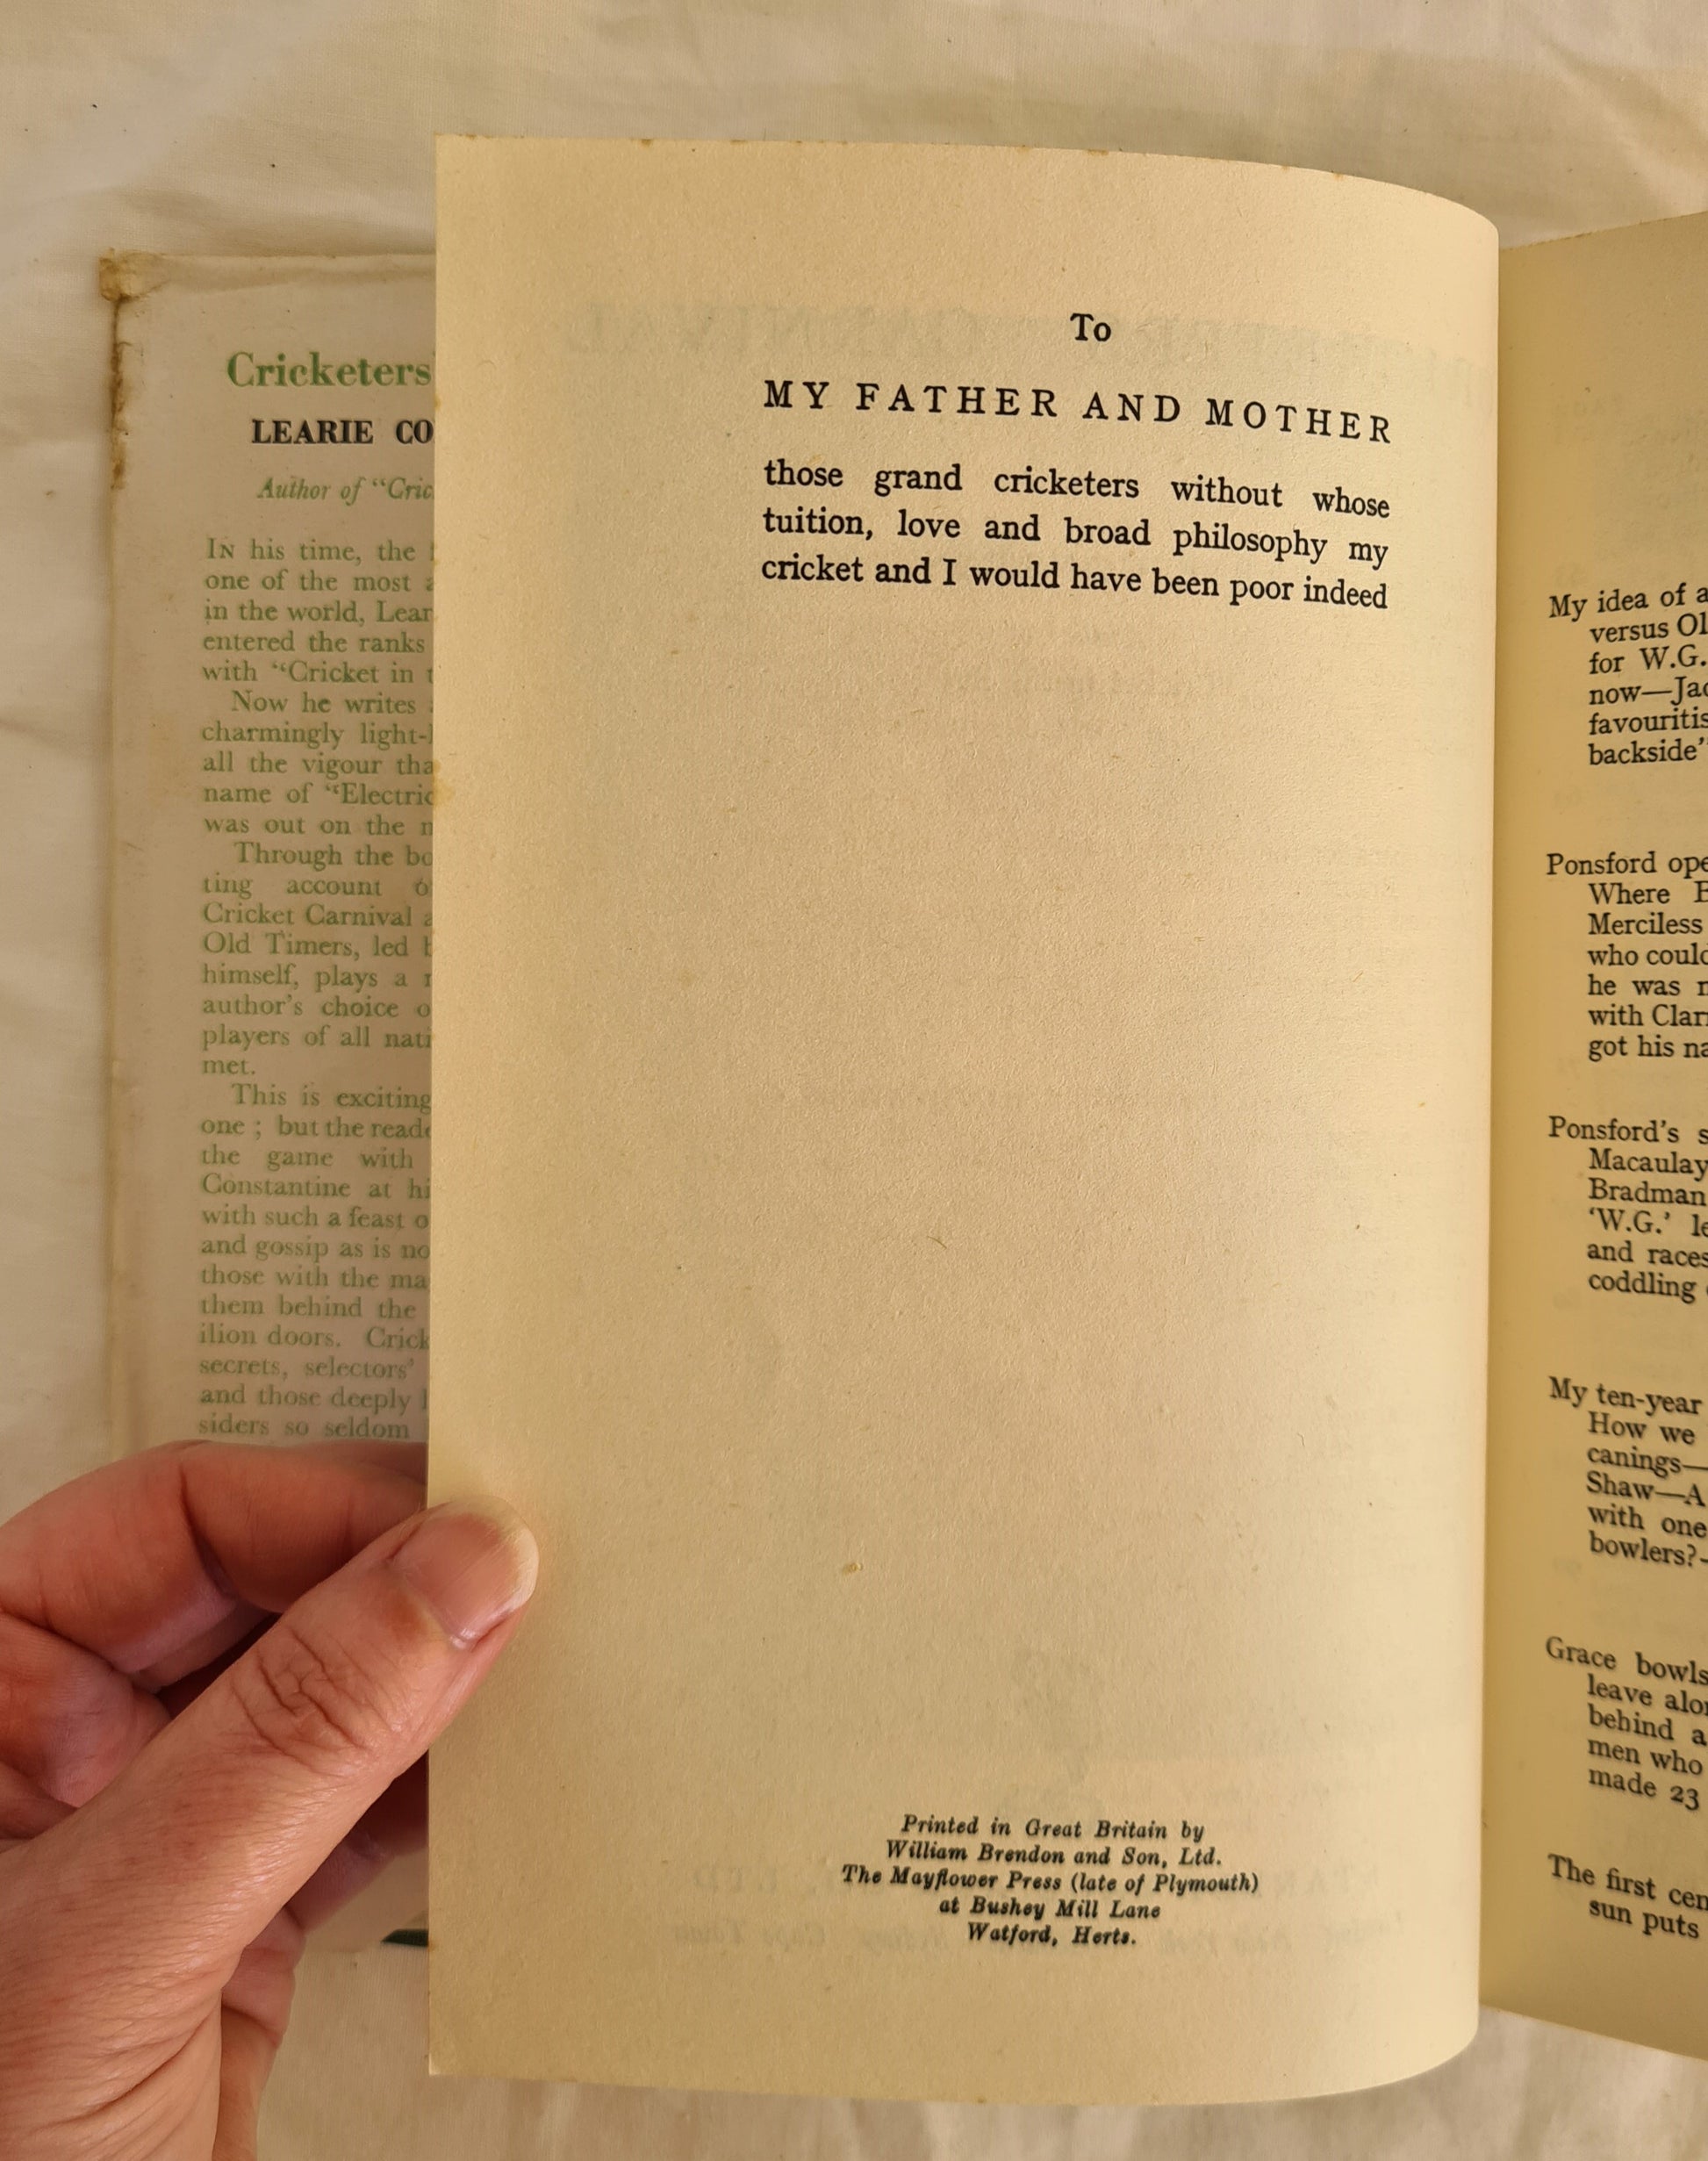 Cricketers'
LEARIE CO
Author of "Cric
IN his time, the
one of the most
in the world, Lear
entered the ranks
with "Cricket in t
Now he writes
charmingly light-
all the vigour tha
name of "Electric
was out on the
Through the bo
ting account o
Cricket Carnival a
Old Timers, led b
himself, plays a
author's choice o
players of all nati
met.
This is exciting
one ; but the reade
the game with
Constantine at hi
with such a feast o
and gossip as is no
those with the ma
them behind the
ilion doors. Crick
secrets, selectors'
and those deeply
siders so seldom
To
MY FATHER AND MOTHER
those grand cricketers without whose
tuition, love and broad philosophy my
cricket and I would have been poor indeed
Printed in Great Britain by
William Brendon and Son, Ltd.
The Mayflower Press (late of Plymouth)
at Bushey Mill Lane
Watford, Herts.
My idea of a
versus Ol
for W.G.
now—Jac
favouritis
backside"
Ponsford ope
Where B
Merciless
who could
he was n
with Clar
got his na
Ponsford's s
Macaulay
Bradman
'W.G.' le
and races
coddling
My ten-year
How we
canings—
Shaw—A
with one
bowlers?—
Grace bowls
leave alon
behind a
men who
made 23
The first cen
sun puts